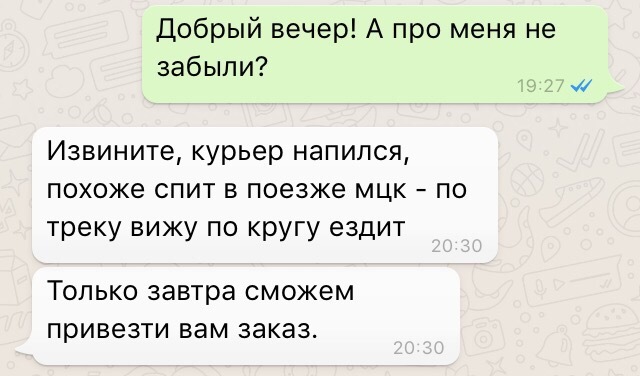 Добрый вечер! А про меня не
забыли?
19:27
Извините, курьер напился,
похоже спит в поезже мцк - по
треку вижу по кругу ездит
20:30
Только завтра сможем
привезти вам заказ.
20:30